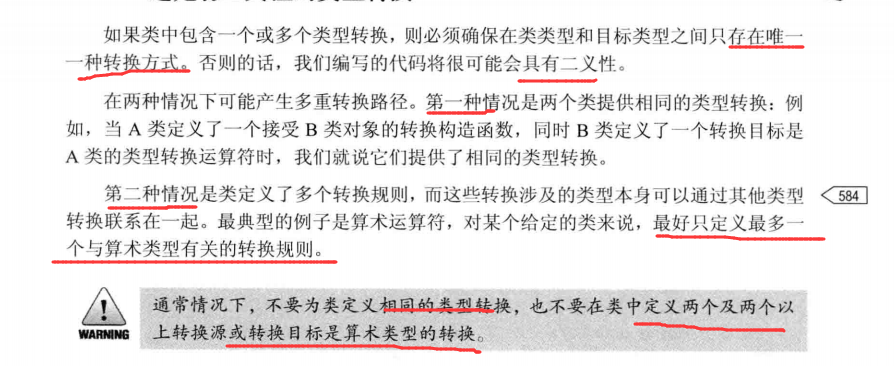 如果类中包含一个或多个类型转换，则必须确保在类类型和目标类型之间只存在唯一
一种转换方式。否则的话，我们编写的代码将很可能会具有二义性。
在两种情况下可能产生多重转换路径。第一种情况是两个类提供相同的类型转换：例
如，当 A 类定义了一个接受 B 类对象的转换构造函数，同时 B 类定义了一个转换目标是
A 类的类型转换运算符时，我们就说它们提供了相同的类型转换。
第二种情况是类定义了多个转换规则，而这些转换涉及的类型本身可以通过其他类型
584
转换联系在一起。最典型的例子是算术运算符，对某个给定的类来说，最好只定义最多一
个与算术类型有关的转换规则。
通常情况下，不要为类定义相同的类型转换，也不要在类中定义两个及两个以
上转换源或转换目标是算术类型的转换。
WARNING